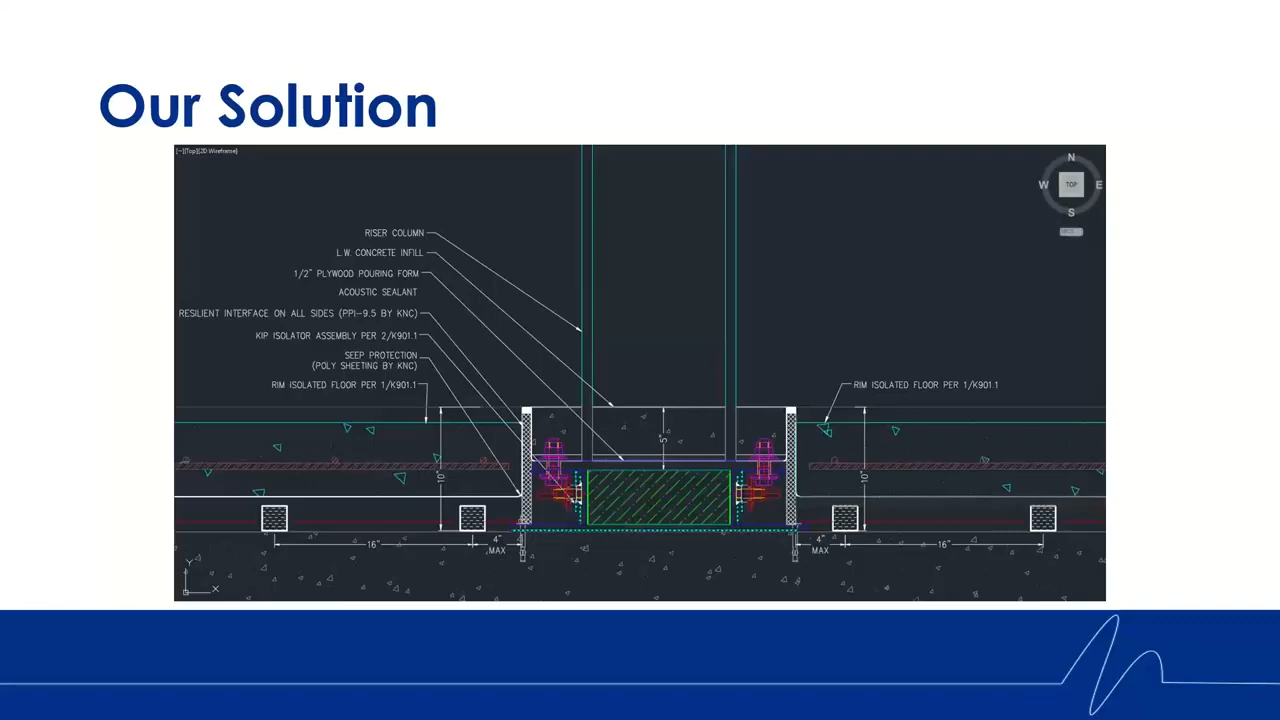 Our Solution
[−][Top][2D Wireframe]
N
W
TOP
E
S
RISER COLUMN
L.W. CONCRETE INFILL
1/2" PLYWOOD POURING FORM
ACOUSTIC SEALANT
RESILIENT INTERFACE ON ALL SIDES (PPI-9.5 BY KNC)
KIP ISOLATOR ASSEMBLY PER 2/K901.1
SEEP PROTECTION
(POLY SHEETING BY KNC)
RIM ISOLATED FLOOR PER 1/K901.1
RIM ISOLATED FLOOR PER 1/K901.1
5"
10"
10"
16"
4"
MAX
4"
MAX
16"
Y
X